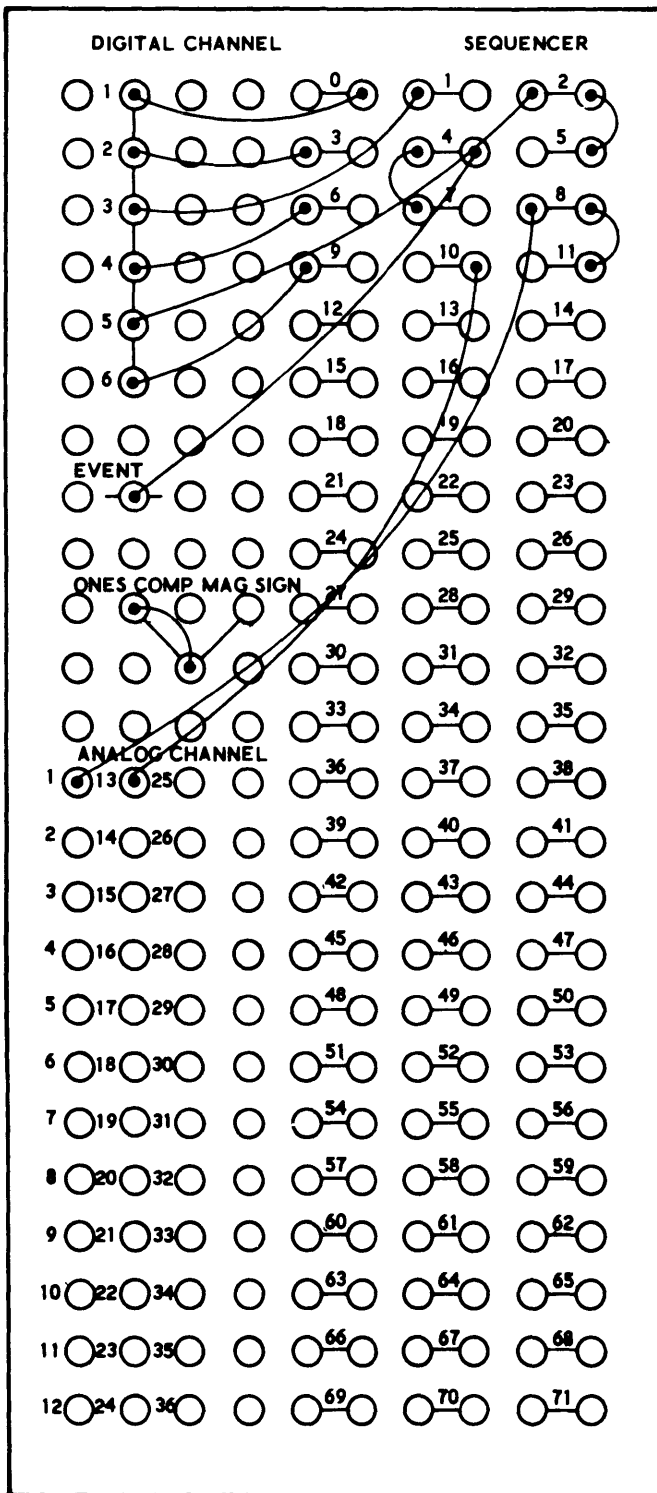 DIGITAL CHANNEL SEQUENCER
1 0 1 2
2 3 4 5
3 6 7 8
4 9 10 11
5 12 13 14
6 15 16 17
18 19 20
EVENT
21 22 23
24 25 26
ONES COMP MAG SIGN
27 28 29
30 31 32
33 34 35
ANALOG CHANNEL
1 13 25 36 37 38
2 14 26 39 40 41
3 15 27 42 43 44
4 16 28 45 46 47
5 17 29 48 49 50
6 18 30 51 52 53
7 19 31 54 55 56
8 20 32 57 58 59
9 21 33 60 61 62
10 22 34 63 64 65
11 23 35 66 67 68
12 24 36 69 70 71